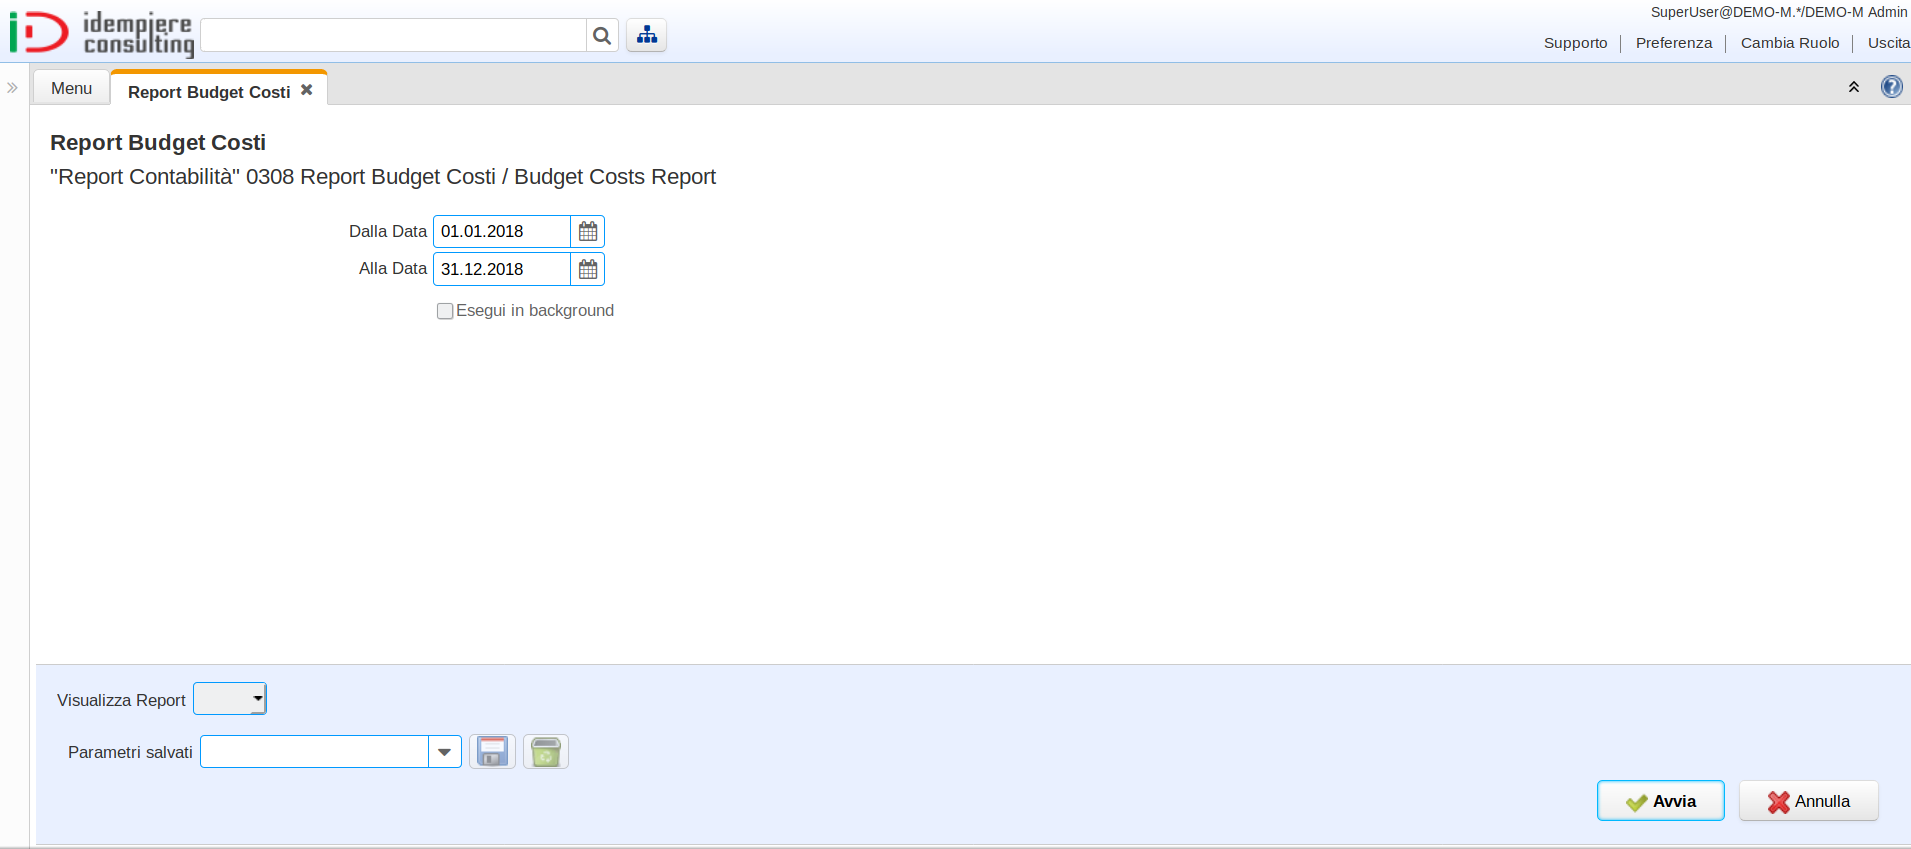 idempiere
consulting
SuperUser@DEMO-M.*/DEMO-M Admin
Supporto
Preferenza
Cambia Ruolo
Uscita
Menu
Report Budget Costi
Report Budget Costi
"Report Contabilità" 0308 Report Budget Costi / Budget Costs Report
Dalla Data 01.01.2018
Alla Data 31.12.2018
Esegui in background
Visualizza Report
Parametri salvati
Avvia
Annulla